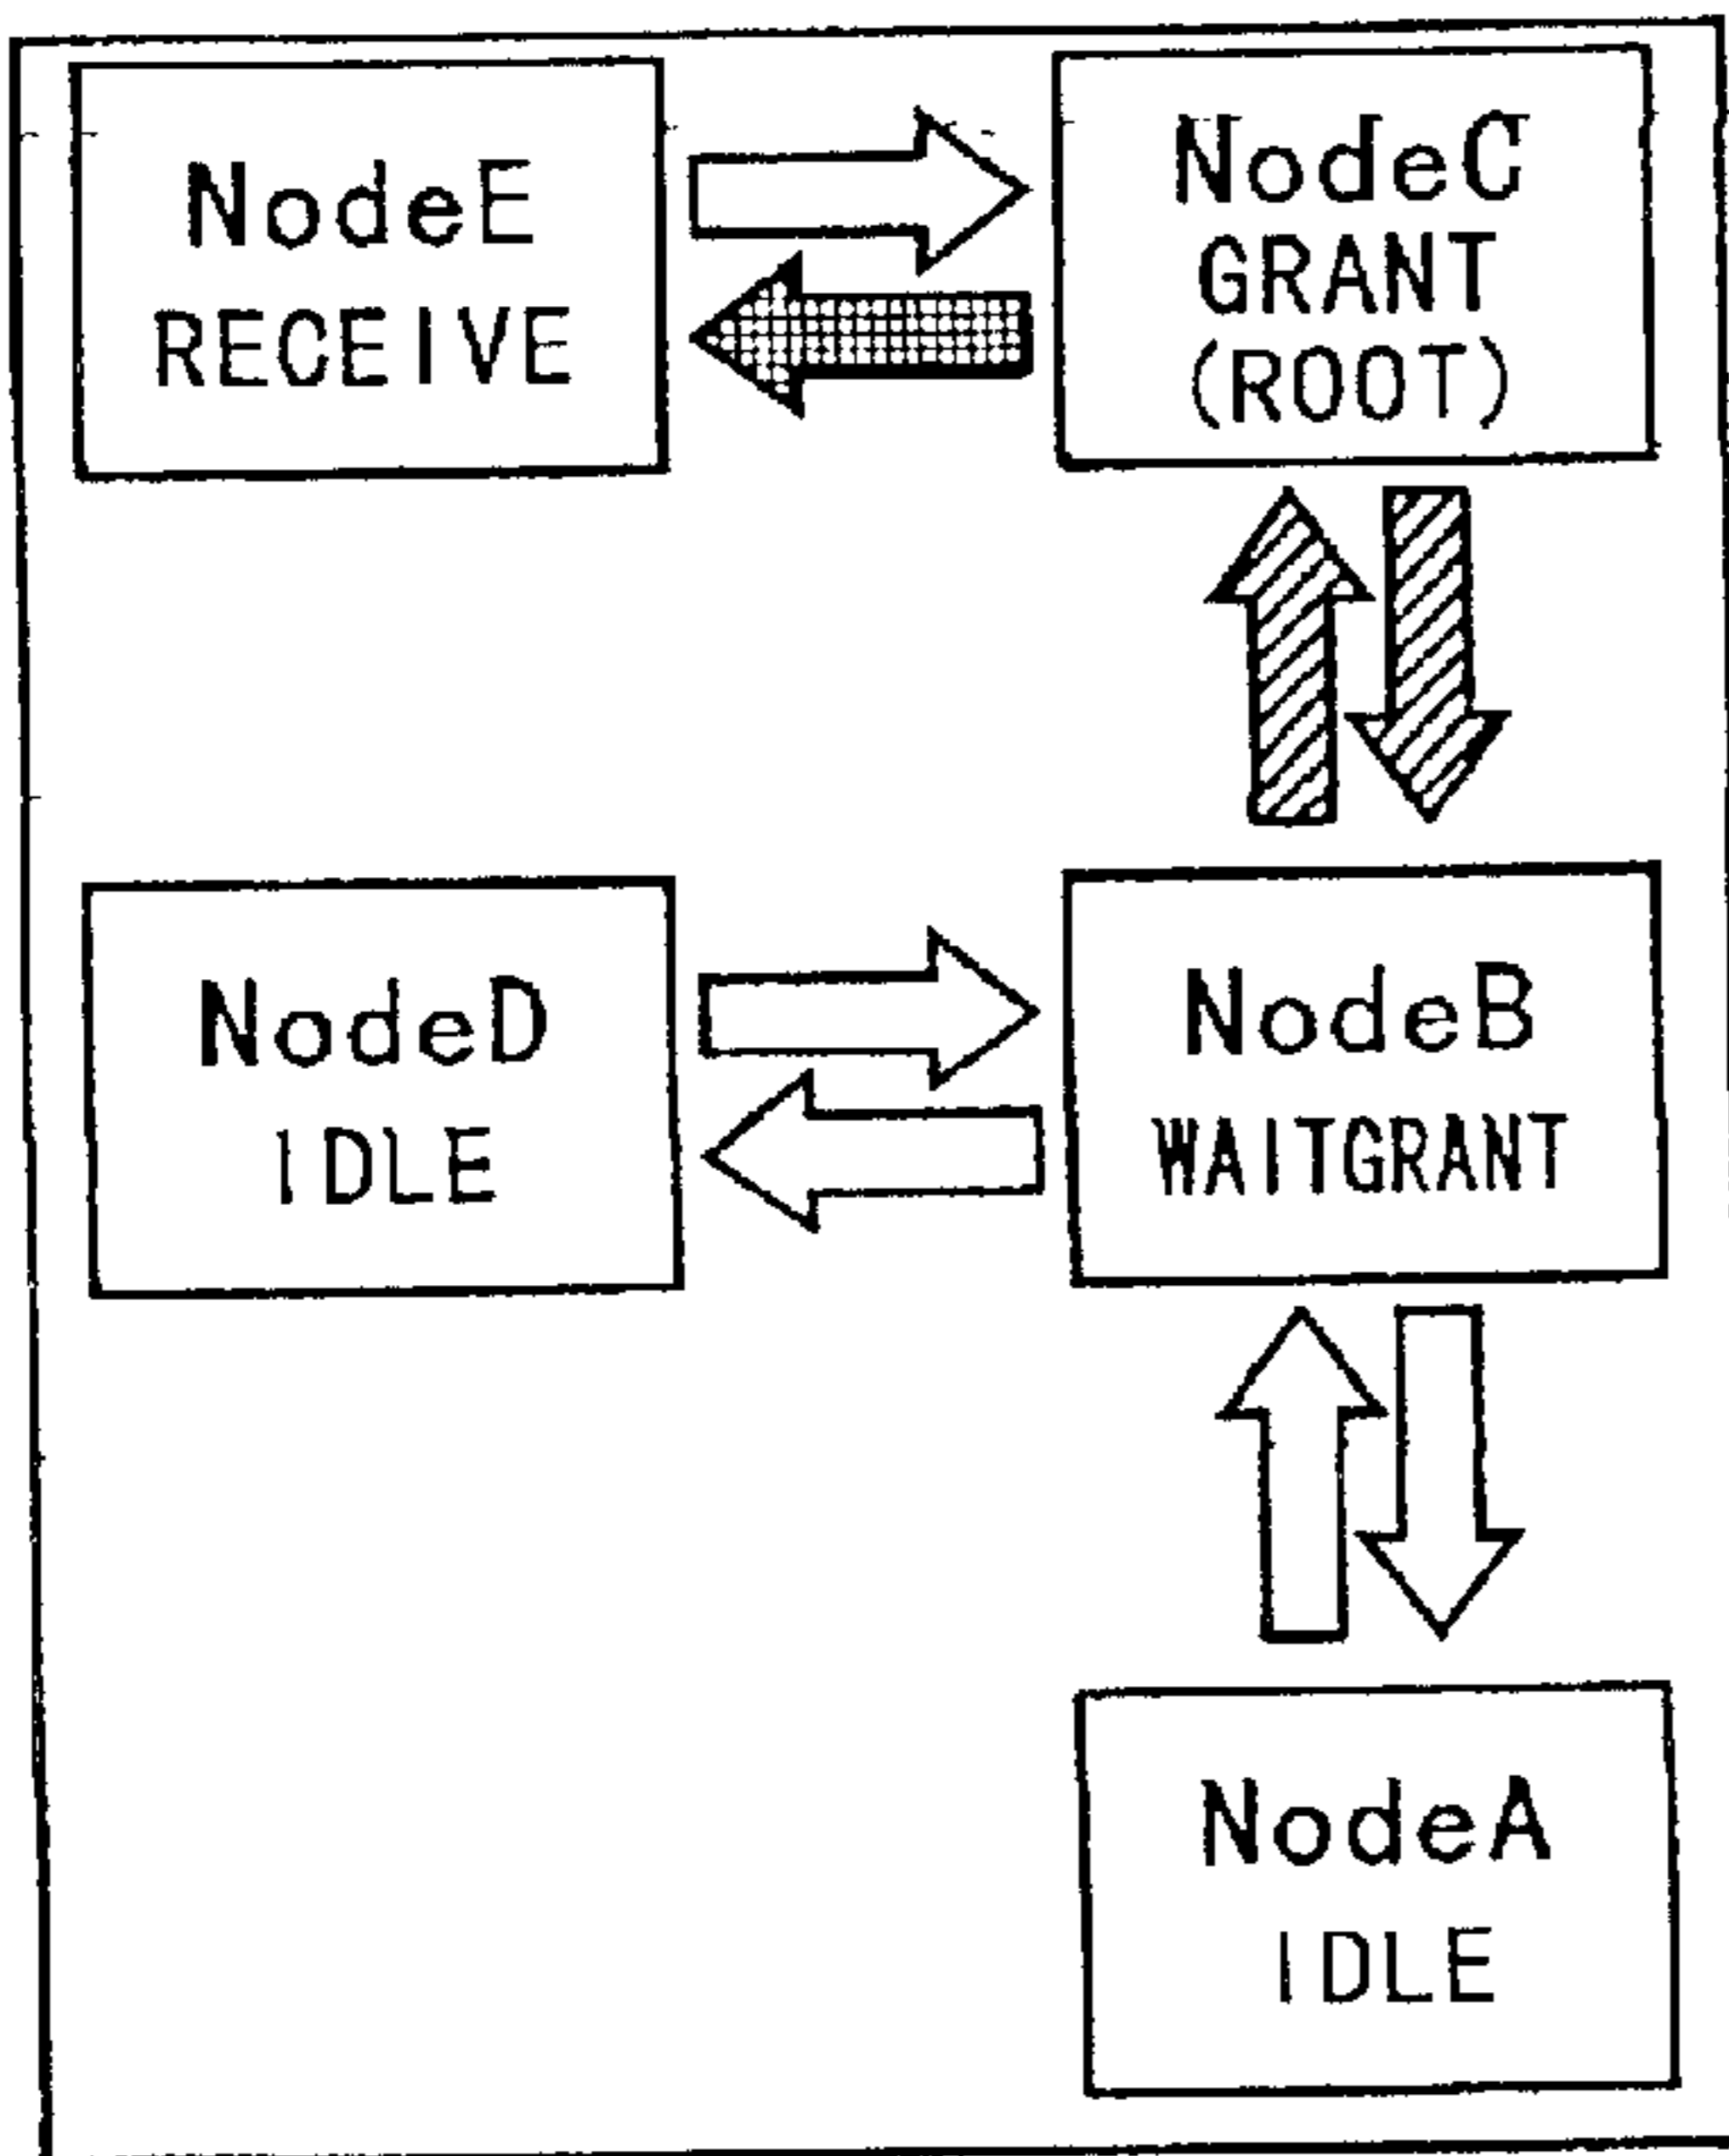 NodeE
RECEIVE
NodeC
GRANT
(ROOT)
NodeD
IDLE
NodeB
WAITGRANT
NodeA
IDLE